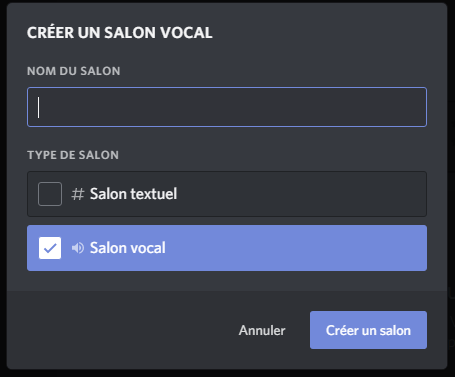 CRÉER UN SALON VOCAL
NOM DU SALON
TYPE DE SALON
# Salon textuel
Salon vocal
Annuler
Créer un salon